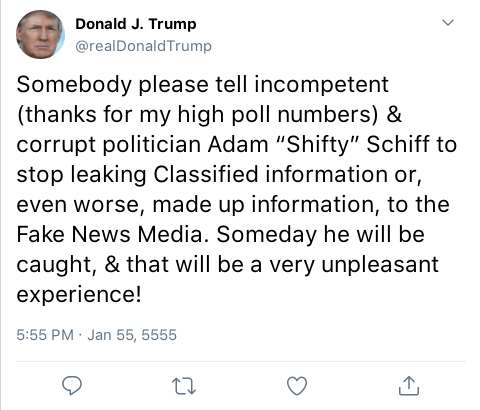 Donald J. Trump
@realDonaldTrump
Somebody please tell incompetent
(thanks for my high poll numbers) &
corrupt politician Adam “Shifty” Schiff to
stop leaking Classified information or,
even worse, made up information, to the
Fake News Media. Someday he will be
caught, & that will be a very unpleasant
experience!
5:55 PM · Jan 55, 5555